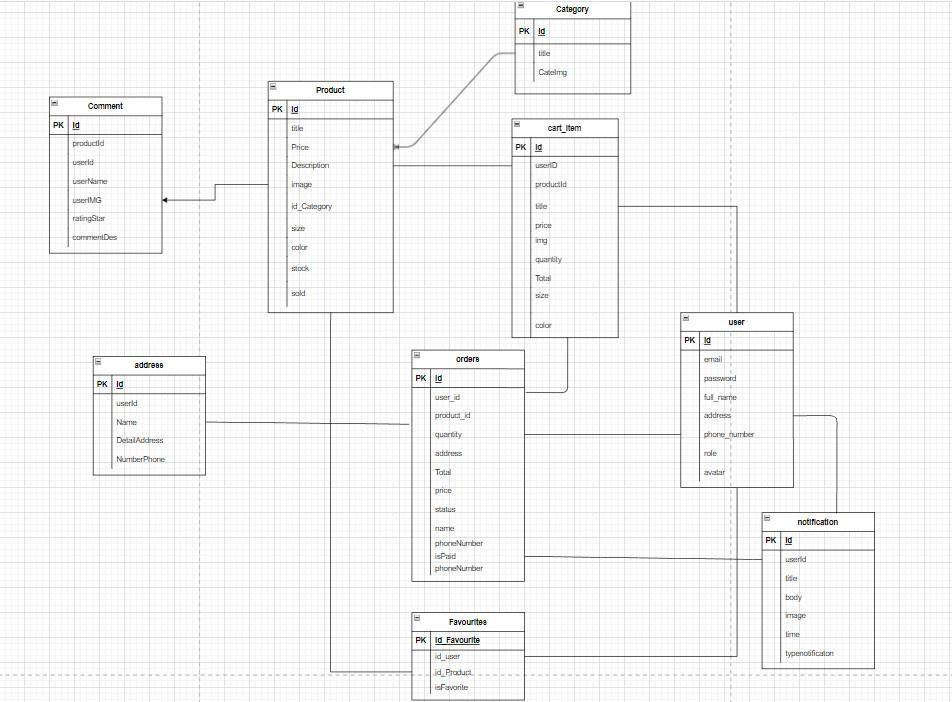 Category
PK Id
title
CateImg
Comment
PK Id
productId
userId
userName
userIMG
ratingStar
commentDes
Product
PK Id
title
Price
Description
image
id_Category
size
color
stock
sold
cart_item
PK Id
userID
productId
title
price
img
quantity
Total
size
color
user
PK Id
email
password
full_name
address
phone_number
role
avatar
address
PK Id
userId
Name
DetailAddress
NumberPhone
orders
PK Id
user_id
product_id
quantity
address
Total
price
status
name
phoneNumber
isPaid
phoneNumber
notification
PK Id
userId
title
body
image
time
typenotificaton
Favourites
PK Id_Favourite
id_user
id_Product
isFavorite